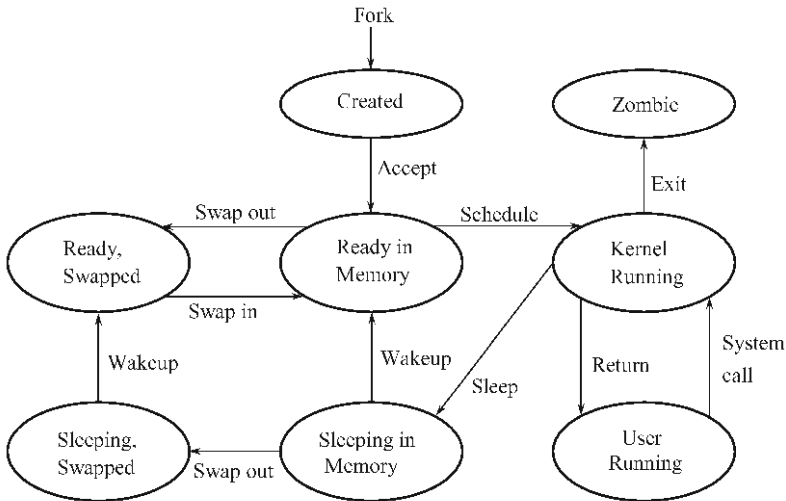 Fork
Created
Zombie
Accept
Exit
Swap out
Schedule
Ready,
Swapped
Ready in
Memory
Kernel
Running
Swap in
Wakeup
Wakeup
Sleep
Return
System
call
Sleeping,
Swapped
Swap out
Sleeping in
Memory
User
Running